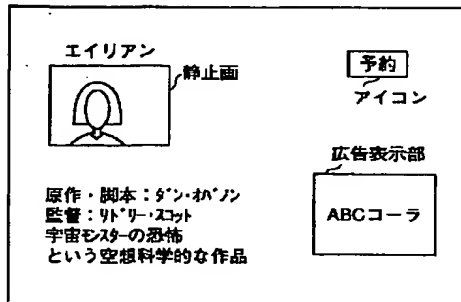 エイリアン
静止画
原作・脚本：ダン・オバノン
監督：リドリー・スコット
宇宙モンスターの恐怖
という空想科学的な作品
予約
アイコン
広告表示部
ABCコーラ